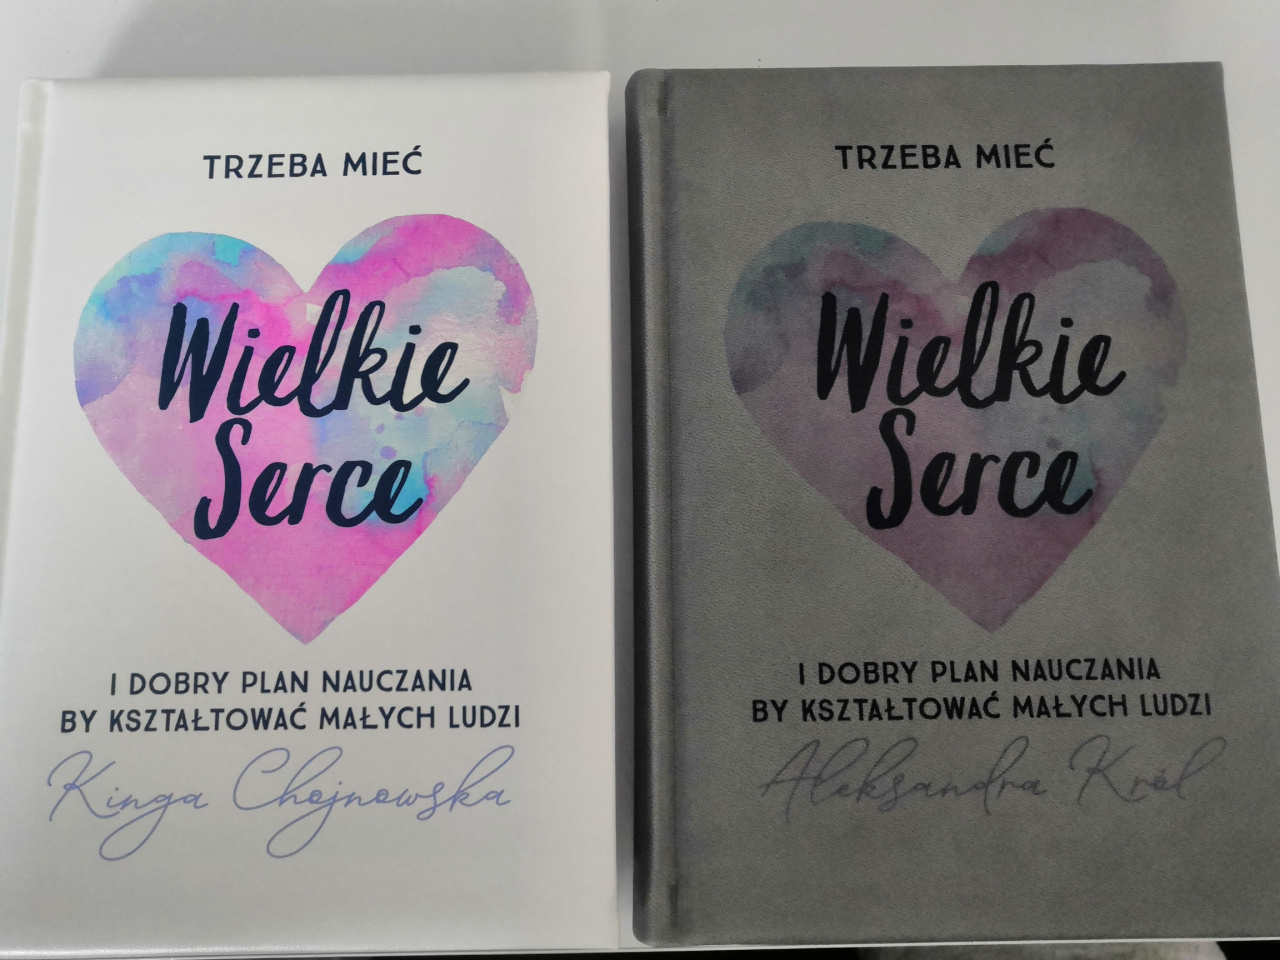 TRZEBA MIEĆ
Wielkie
Serce
I DOBRY PLAN NAUCZANIA
BY KSZTAŁTOWAĆ MAŁYCH LUDZI
Kinga Chojnowska
TRZEBA MIEĆ
Wielkie
Serce
I DOBRY PLAN NAUCZANIA
BY KSZTAŁTOWAĆ MAŁYCH LUDZI
Aleksandra Król